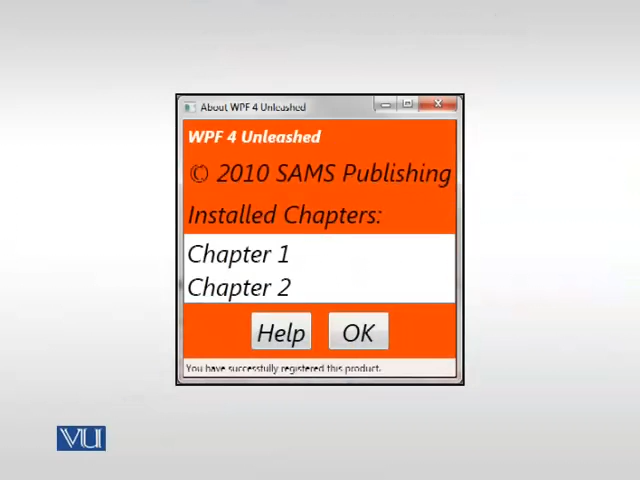 About WPF 4 Unleashed
WPF 4 Unleashed
© 2010 SAMS Publishing
Installed Chapters:
Chapter 1
Chapter 2
Help OK
You have successfully registered this product.
VU